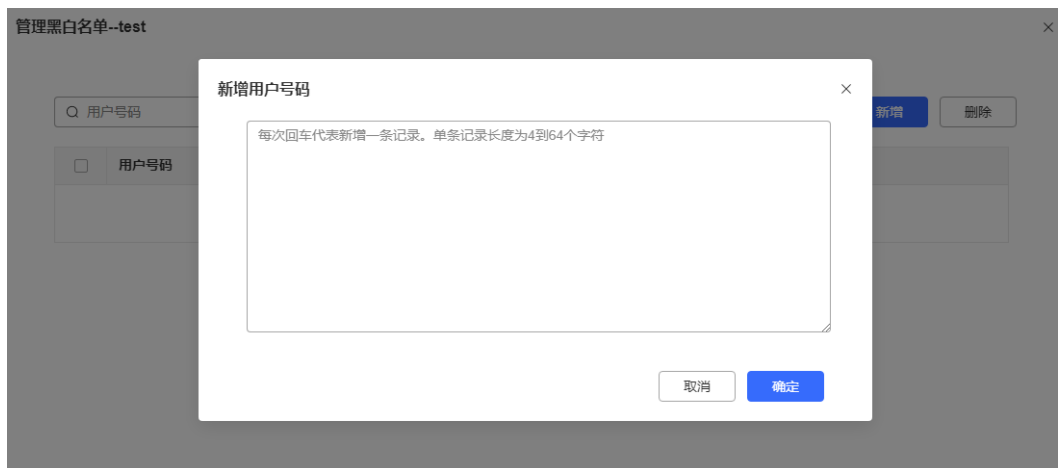 管理黑白名单--test
新增用户号码
用户号码
新增
删除
每次回车代表新增一条记录。单条记录长度为4到64个字符
用户号码
取消
确定